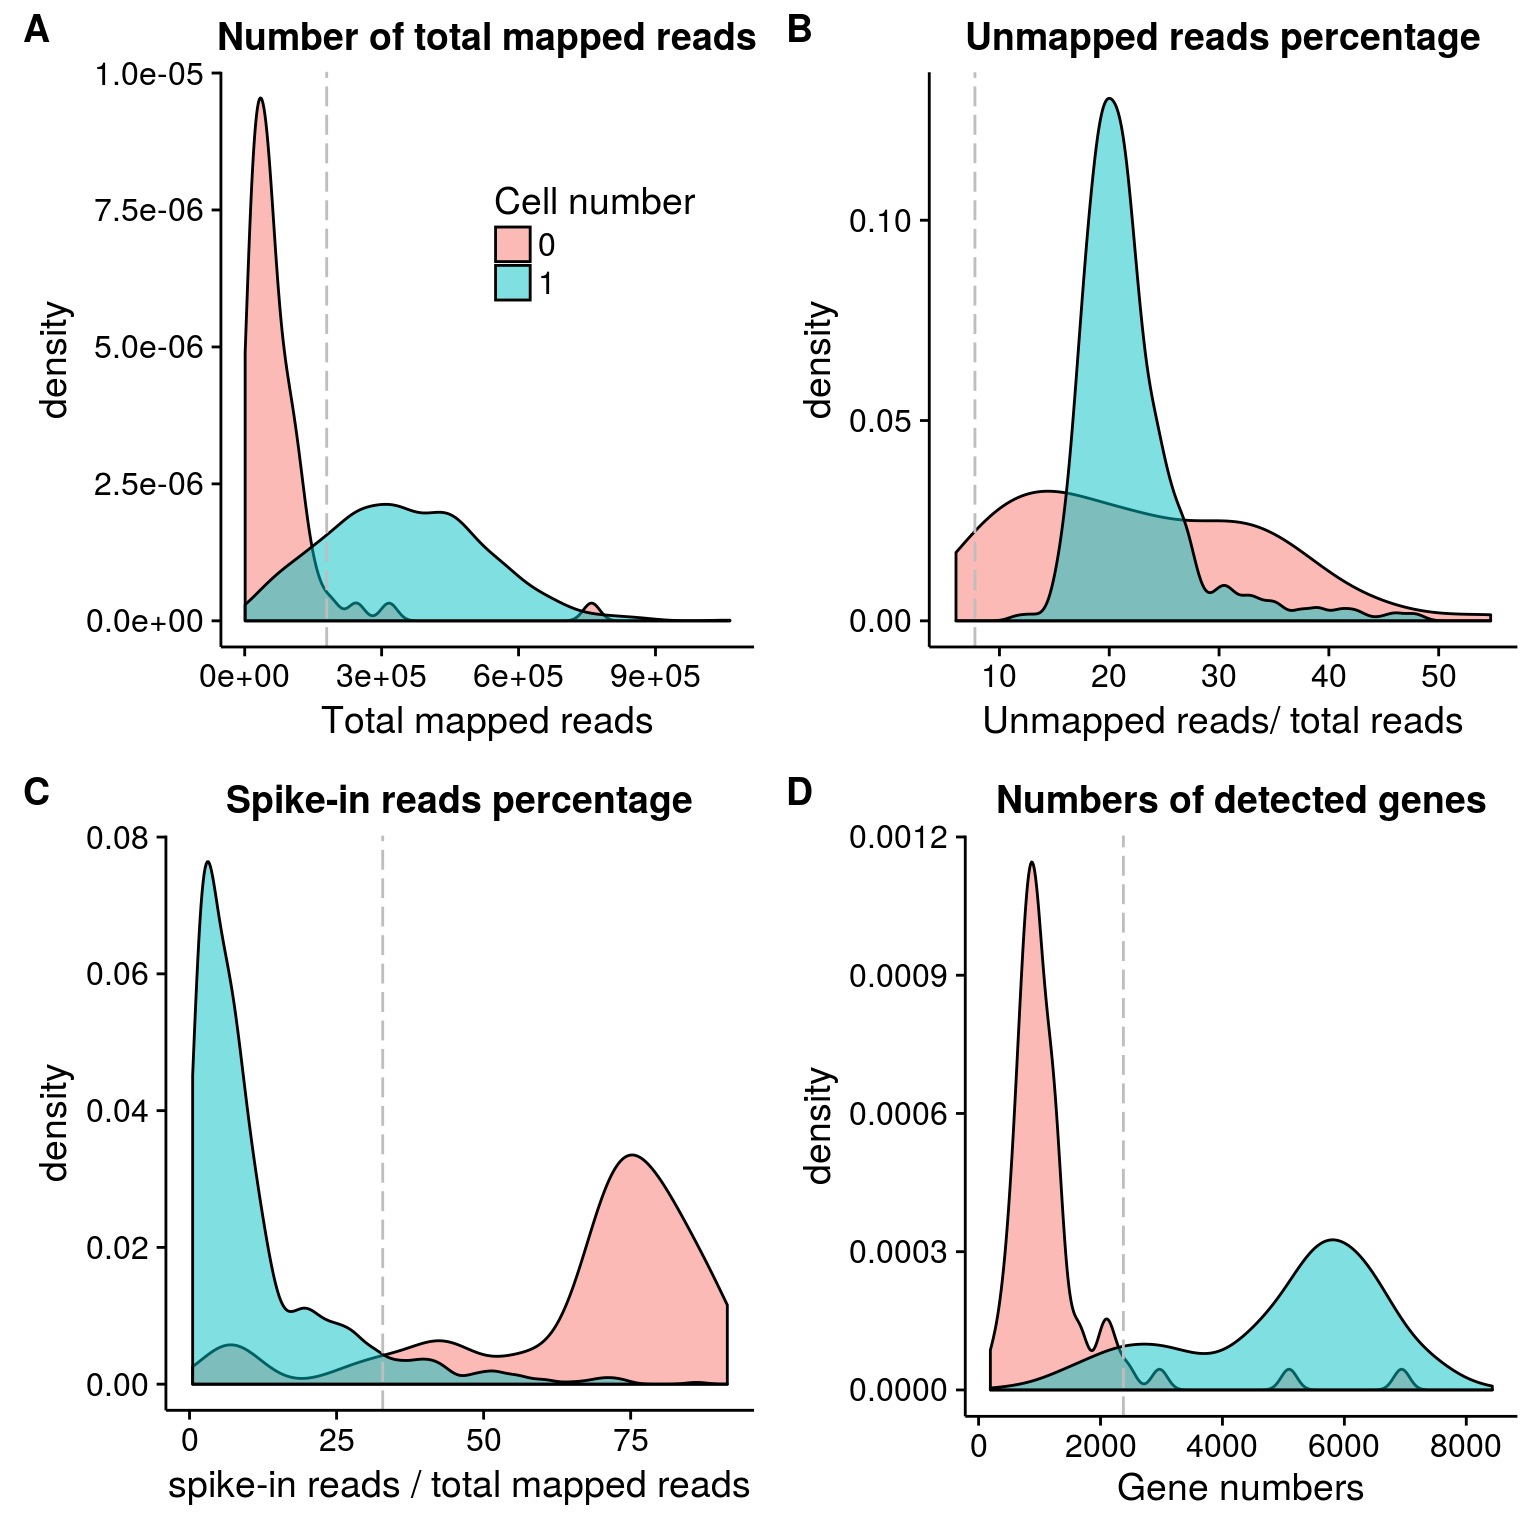 A
Number of total mapped reads
1.0e-05
7.5e-06
5.0e-06
2.5e-06
0.0e+00
density
Cell number
0
1
0e+00 3e+05 6e+05 9e+05
Total mapped reads
B
Unmapped reads percentage
0.10
0.05
0.00
density
10 20 30 40 50
Unmapped reads/ total reads
C
Spike-in reads percentage
0.08
0.06
0.04
0.02
0.00
density
0 25 50 75
spike-in reads / total mapped reads
D
Numbers of detected genes
0.0012
0.0009
0.0006
0.0003
0.0000
density
0 2000 4000 6000 8000
Gene numbers